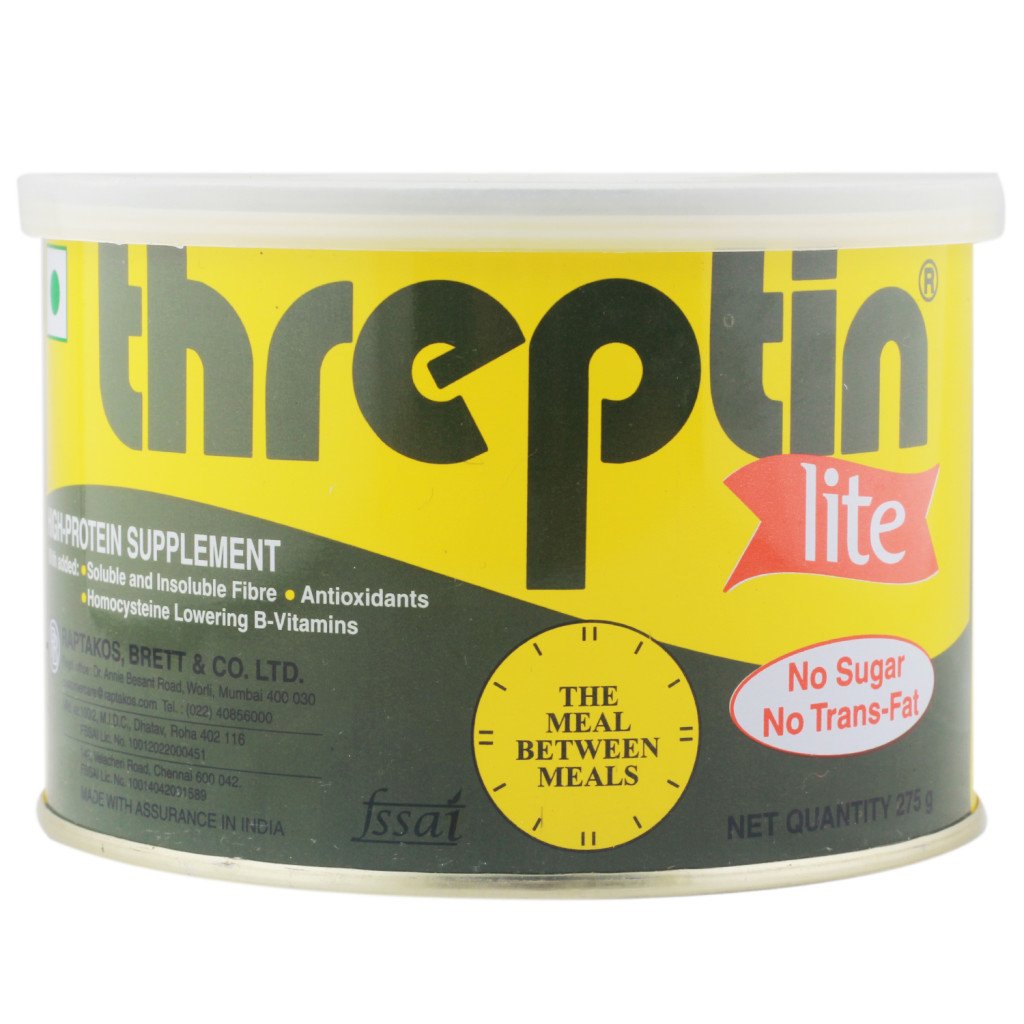 threptin®
lite
HIGH-PROTEIN SUPPLEMENT
added: •Soluble and Insoluble Fibre • Antioxidants
•Homocysteine Lowering B-Vitamins
RAPTAKOS, BRETT & CO. LTD.
office: Dr. Annie Besant Road, Worli, Mumbai 400 030
@raptakos.com Tel. : (022) 40856000
M.I.D.C., Dhatav, Roha 402 116
FSSAI Lic. No. 10012022000451
Velachery Road, Chennai 600 042.
FSSAI Lic. No. 10014042001589
MADE WITH ASSURANCE IN INDIA
fssai
THE
MEAL
BETWEEN
MEALS
No Sugar
No Trans-Fat
NET QUANTITY 275 g